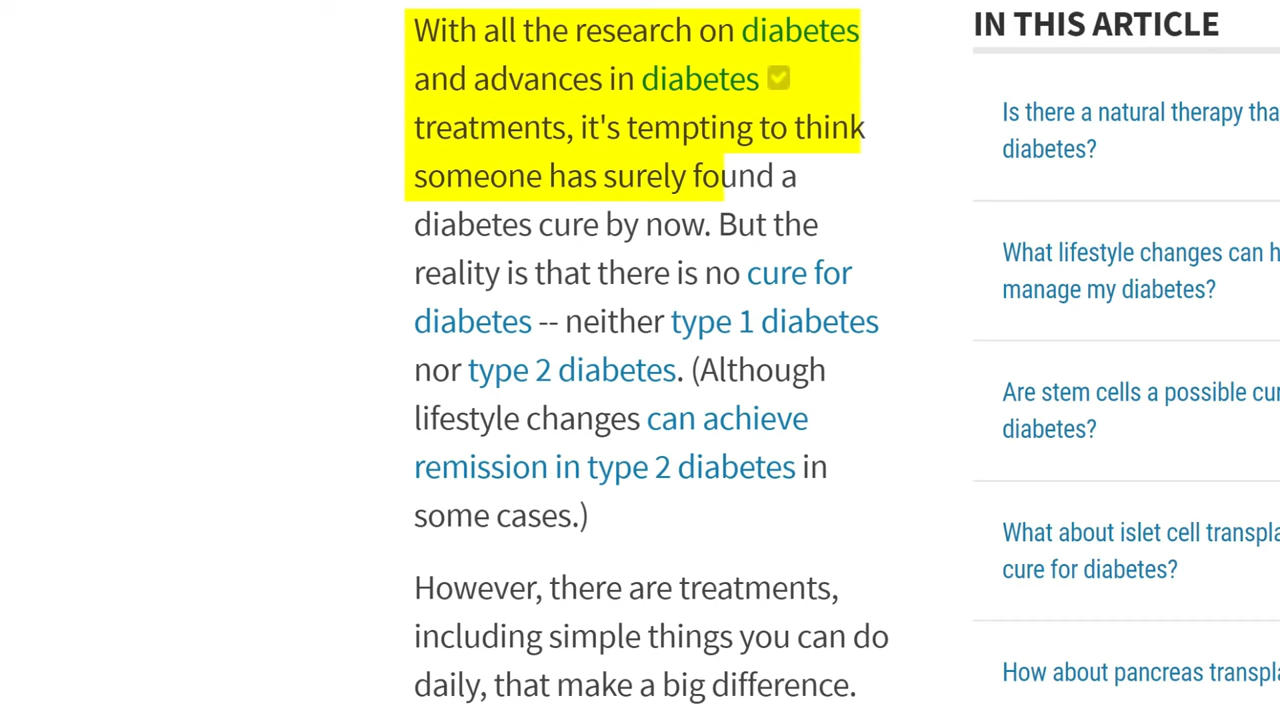 With all the research on diabetes
and advances in diabetes
treatments, it's tempting to think
someone has surely found a
diabetes cure by now. But the
reality is that there is no cure for
diabetes -- neither type 1 diabetes
nor type 2 diabetes. (Although
lifestyle changes can achieve
remission in type 2 diabetes in
some cases.)
However, there are treatments,
including simple things you can do
daily, that make a big difference.
IN THIS ARTICLE
Is there a natural therapy tha
diabetes?
What lifestyle changes can h
manage my diabetes?
Are stem cells a possible cu
diabetes?
What about islet cell transpla
cure for diabetes?
How about pancreas transpla